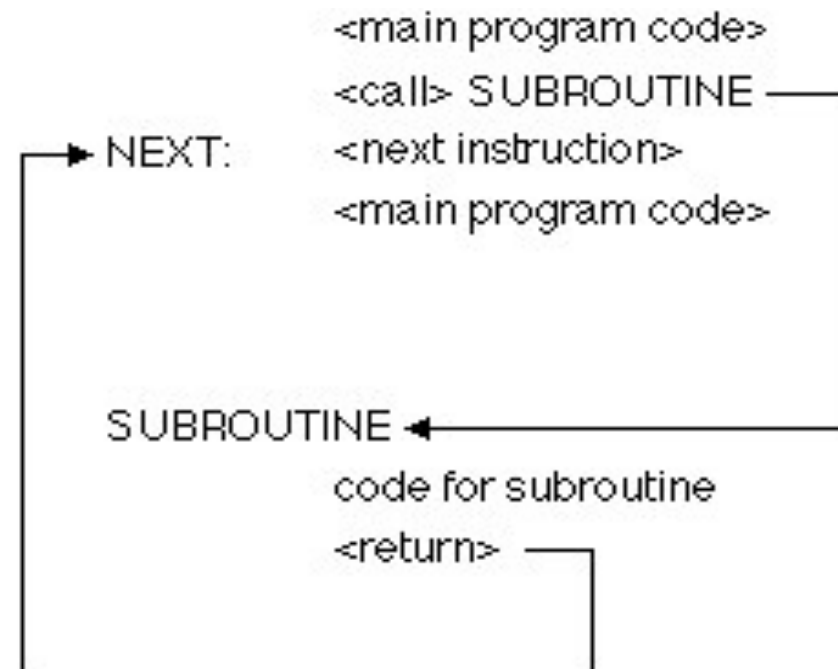 <main program code>
<call> SUBROUTINE
NEXT: <next instruction>
<main program code>
SUBROUTINE
code for subroutine
<return>